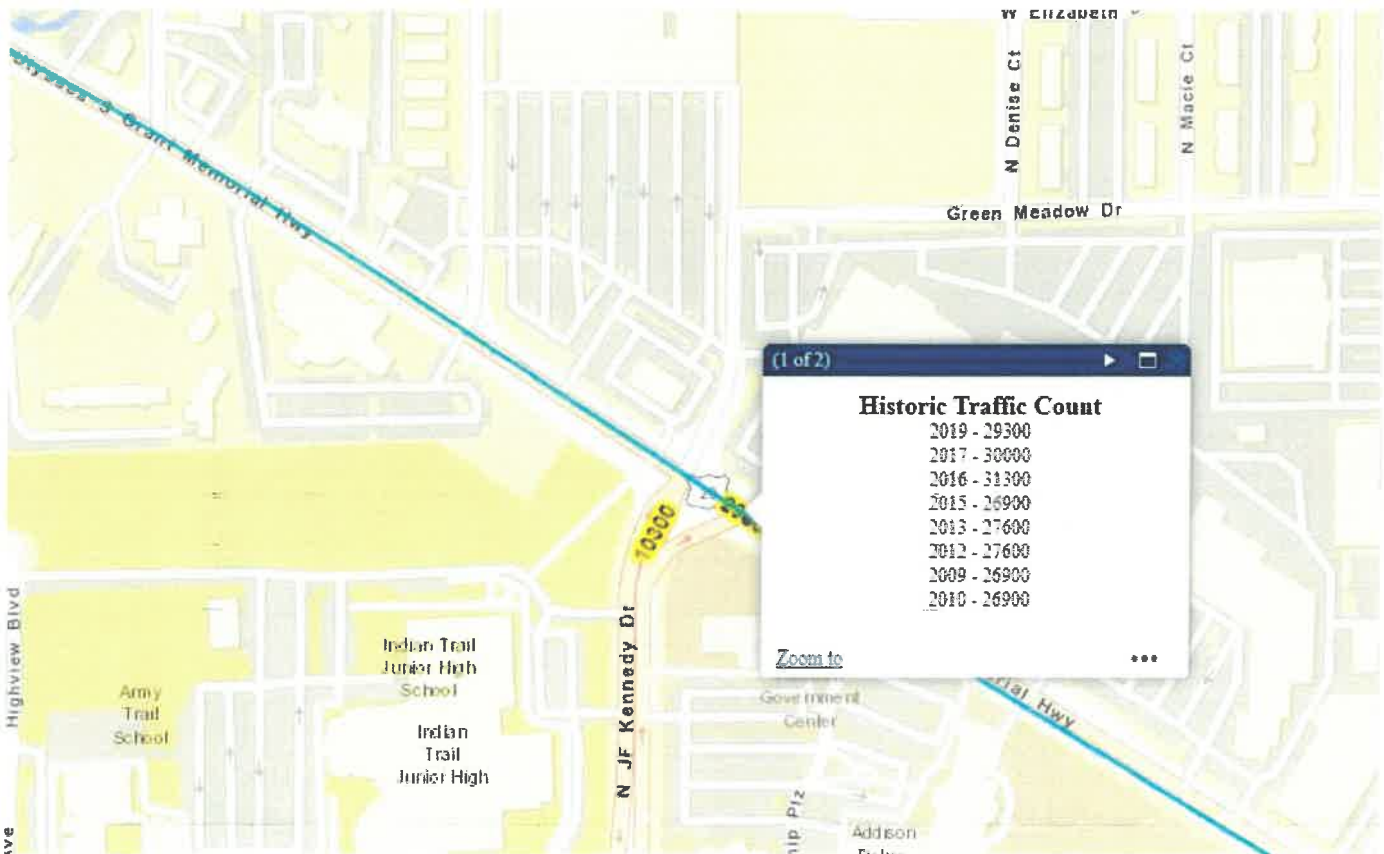 W Elizabeth
N Denise Ct
N Macie Ct
Ulysses S Grant Memorial Hwy
Green Meadow Dr
(1 of 2)
Historic Traffic Count
2019 - 29300
2017 - 30000
2016 - 31300
2015 - 26900
2013 - 27600
2012 - 27600
2009 - 26900
2010 - 26900
Zoom to
10300
Highview Blvd
Indian Trail
Junior High
School
Army
Trail
School
Indian
Trail
Junior High
N JF Kennedy Dr
Government
Center
rial Hwy
hip Plz
Addison